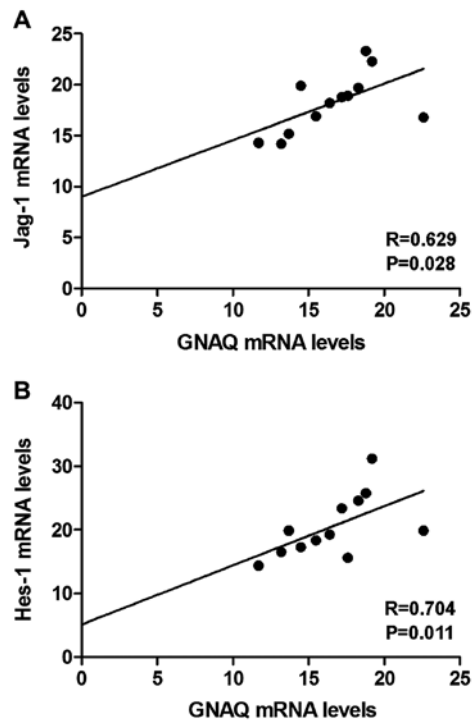 A
25
20
15
10
5
0
Jag-1 mRNA levels
R=0.629
P=0.028
0 5 10 15 20 25
GNAQ mRNA levels
B
40
30
20
10
0
Hes-1 mRNA levels
R=0.704
P=0.011
0 5 10 15 20 25
GNAQ mRNA levels